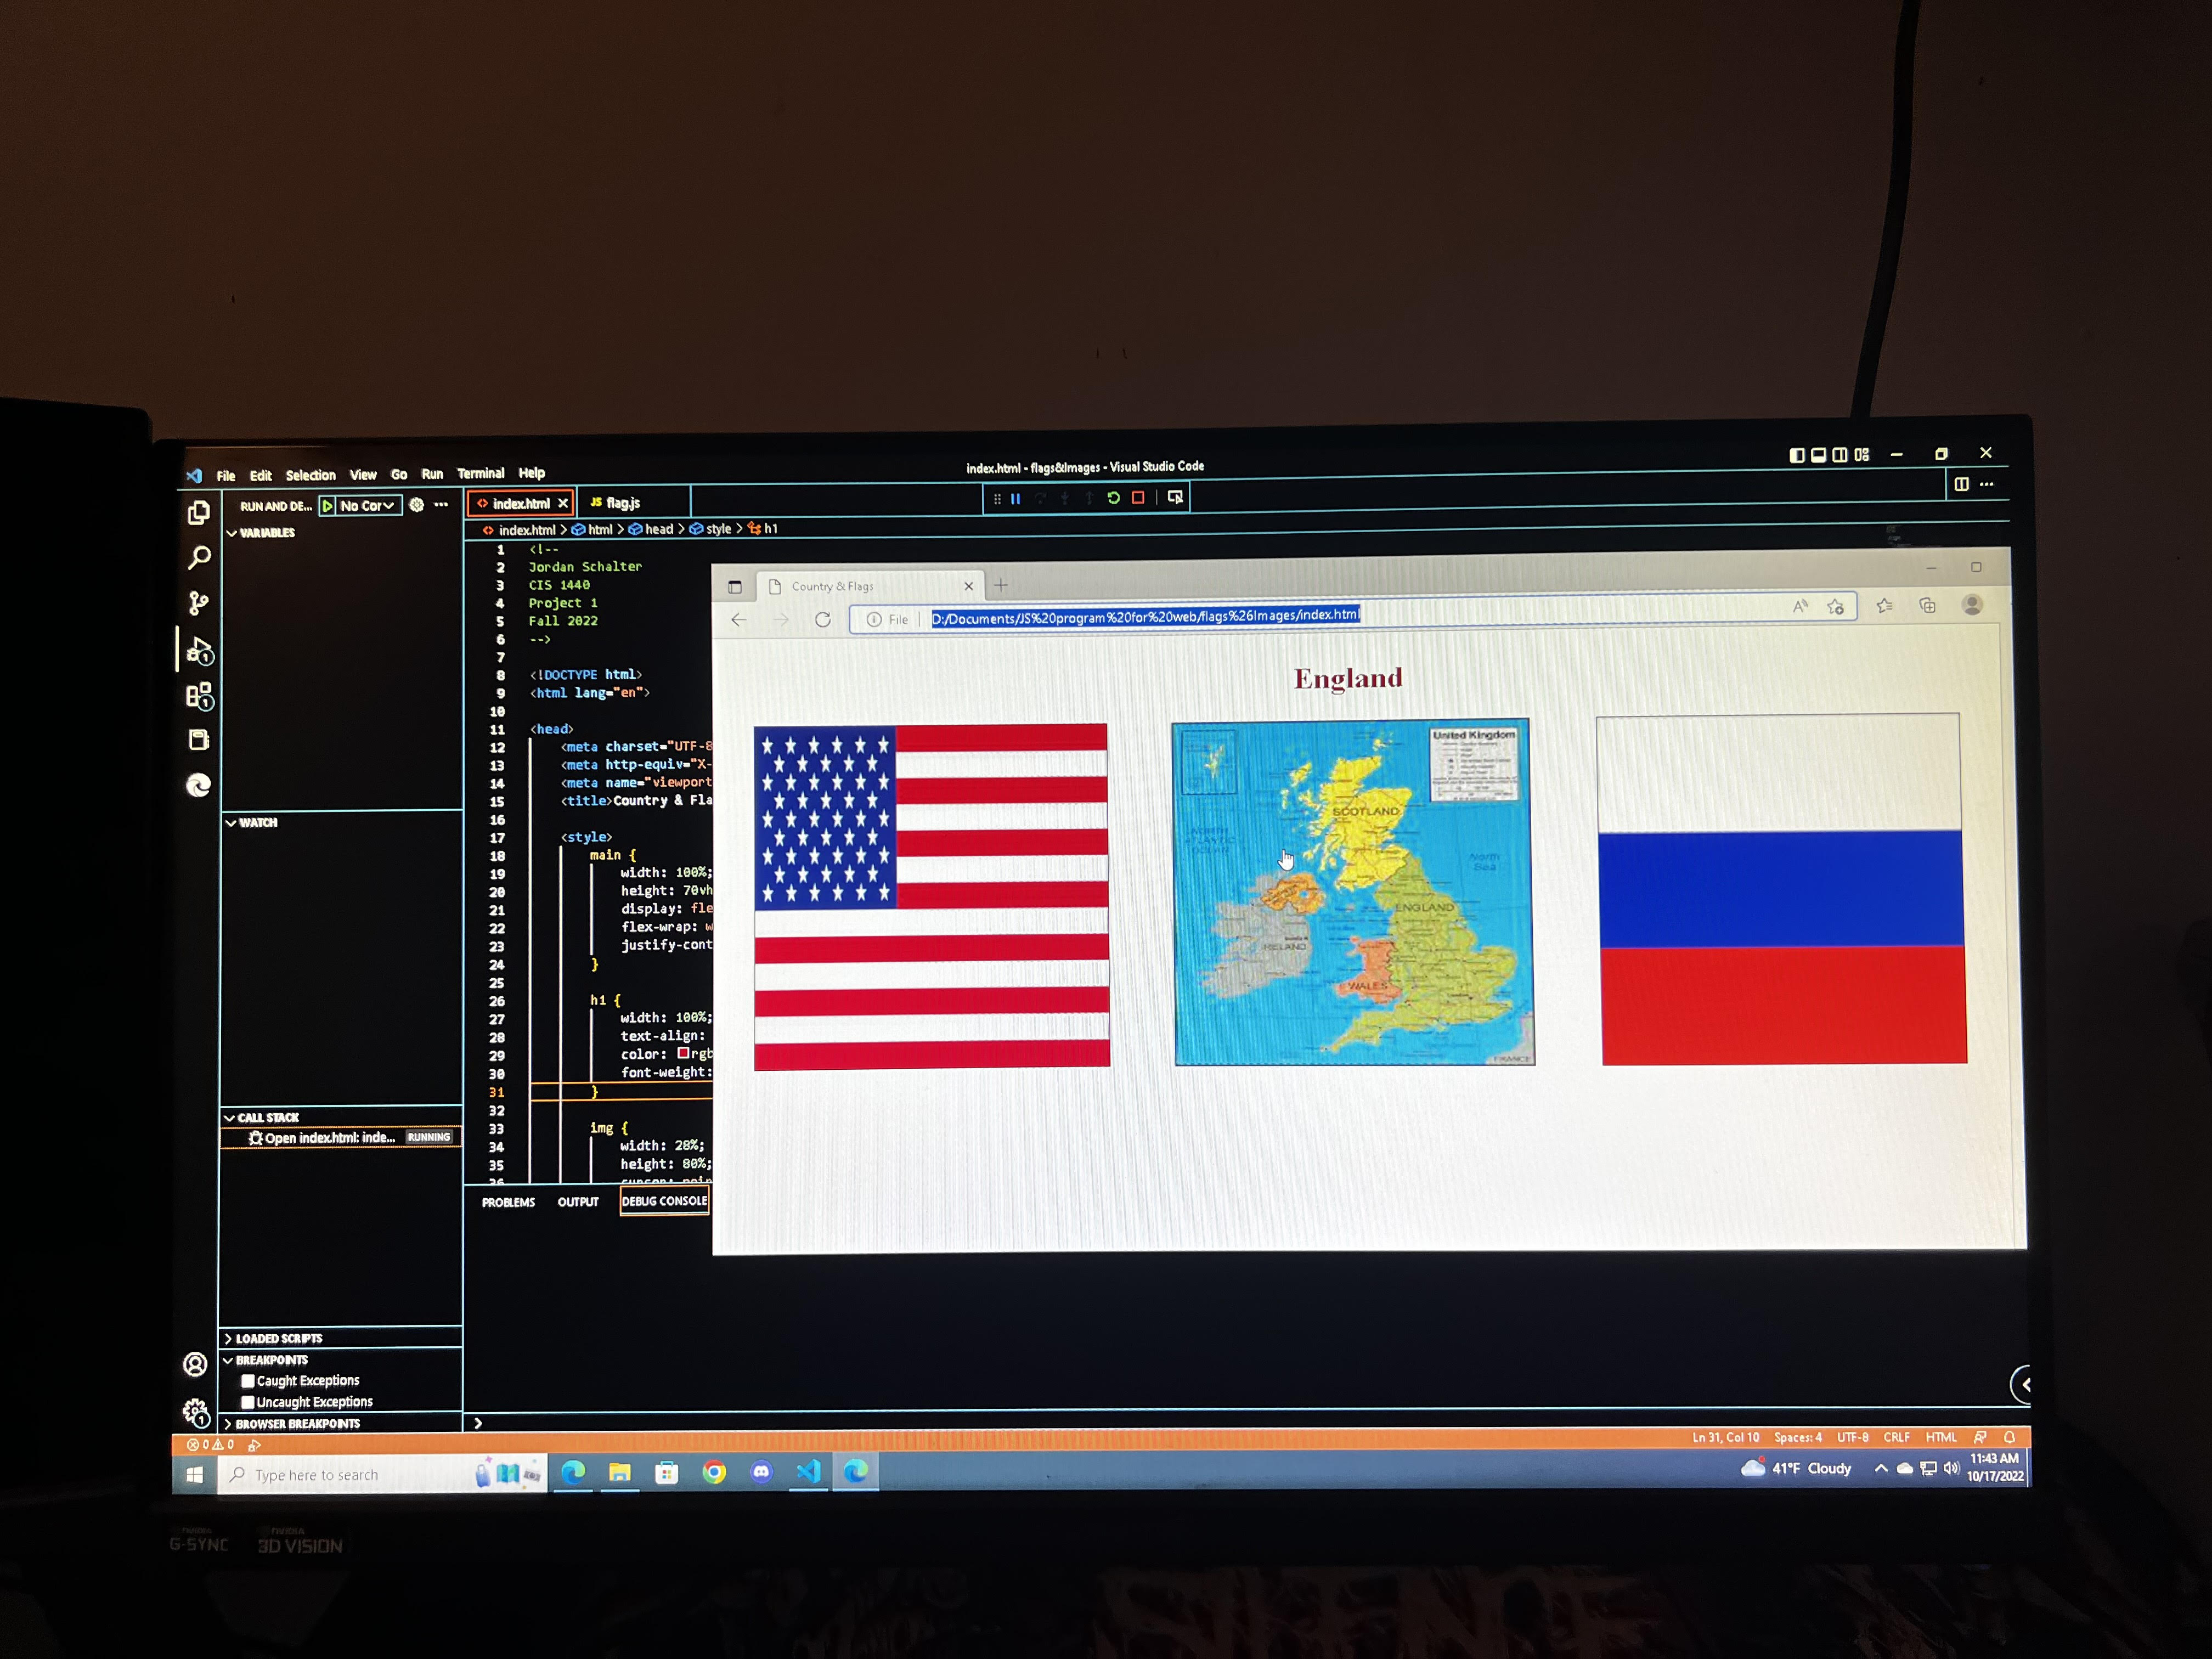 File Edit Selection View Go Run Terminal Help
index.html - flags&Images - Visual Studio Code
RUN AND DE... No Cor
index.html
JS flag.js
index.html > html > head > style > h1
VARIABLES
WATCH
CALL STACK
Open index.html: inde... RUNNING
LOADED SCRIPTS
BREAKPOINTS
Caught Exceptions
Uncaught Exceptions
BROWSER BREAKPOINTS
1 <!--
2 Jordan Schalter
3 CIS 1440
4 Project 1
5 Fall 2022
6 -->
7
8 <!DOCTYPE html>
9 <html lang="en">
10
11 <head>
12 <meta charset="UTF-8
13 <meta http-equiv="X-
14 <meta name="viewport
15 <title>Country & Fla
16
17 <style>
18 main {
19 width: 100%;
20 height: 70vh
21 display: fle
22 flex-wrap: w
23 justify-cont
24 }
25
26 h1 {
27 width: 100%;
28 text-align:
29 color: rgb
30 font-weight:
31 }
32
33 img {
34 width: 28%;
35 height: 80%;
36
PROBLEMS OUTPUT DEBUG CONSOLE
Country & Flags
File D:/Documents/JS%20program%20for%20web/flags%26Images/index.html
England
United Kingdom
SCOTLAND
NORTH
ATLANTIC
OCEAN
North
Sea
ENGLAND
IRELAND
WALES
FRANCE
0 0
Ln 31, Col 10 Spaces: 4 UTF-8 CRLF HTML
Type here to search
41°F Cloudy
11:43 AM
10/17/2022
NVIDIA
G-SYNC
NVIDIA
3D VISION